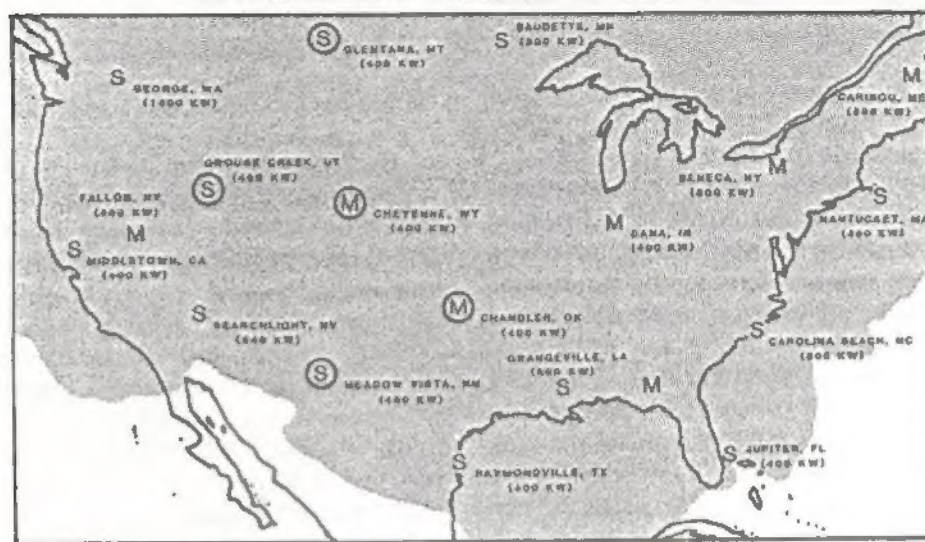 S
GLENTANA, MT
(400 KW)
S
BAUDETTE, MN
(800 KW)
S
GEORGE, WA
(1400 KW)
M
CARIBOU, ME
(800 KW)
GROUSE CREEK, UT
(400 KW)
S
M
CHEYENNE, WY
(400 KW)
SENECA, NY
(800 KW)
M
FALLON, NV
(400 KW)
M
M
DANA, IN
(400 KW)
S
NANTUCKET, MA
(400 KW)
S
MIDDLETOWN, CA
(400 KW)
S
SEARCHLIGHT, NV
M
CHANDLER, OK
(400 KW)
S
CAROLINA BEACH, NC
S
MEADOW VISTA, NM
(400 KW)
GRANGEVILLE, LA
S
M
S
RAYMONDVILLE, TX
(400 KW)
S
JUPITER, FL
(400 KW)